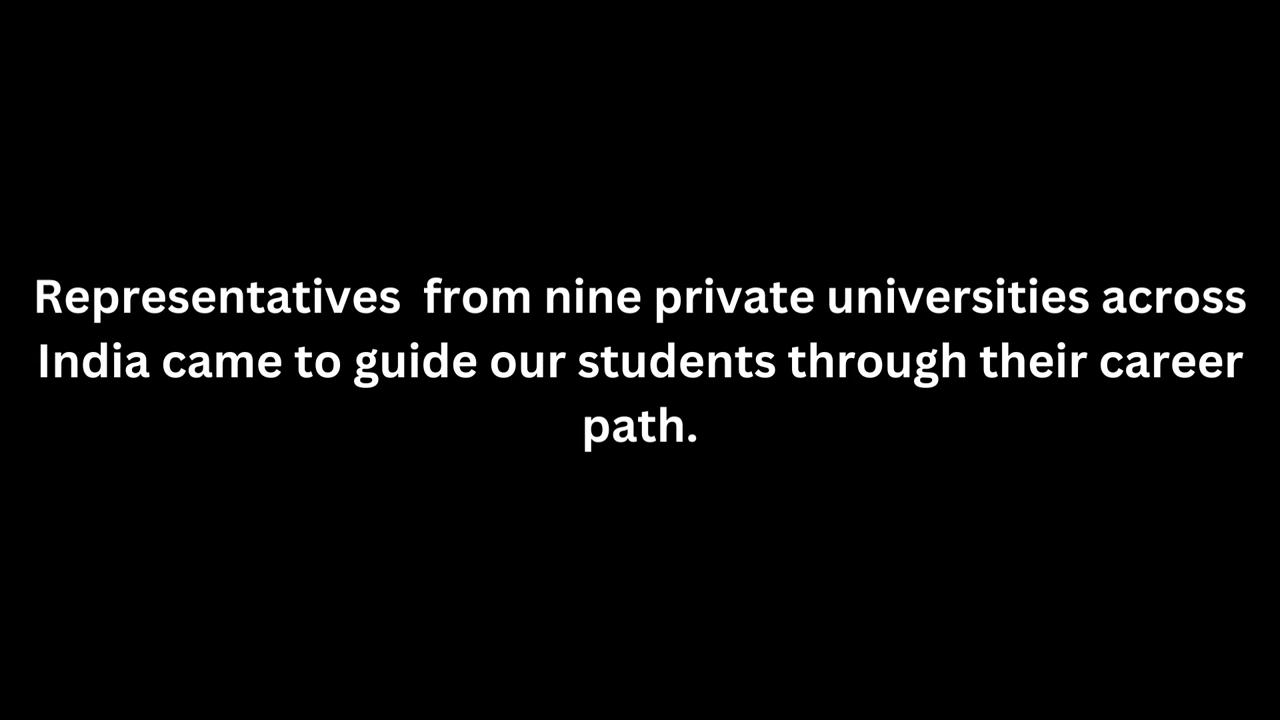 Representatives  from nine private universities across
India came to guide our students through their career
path.